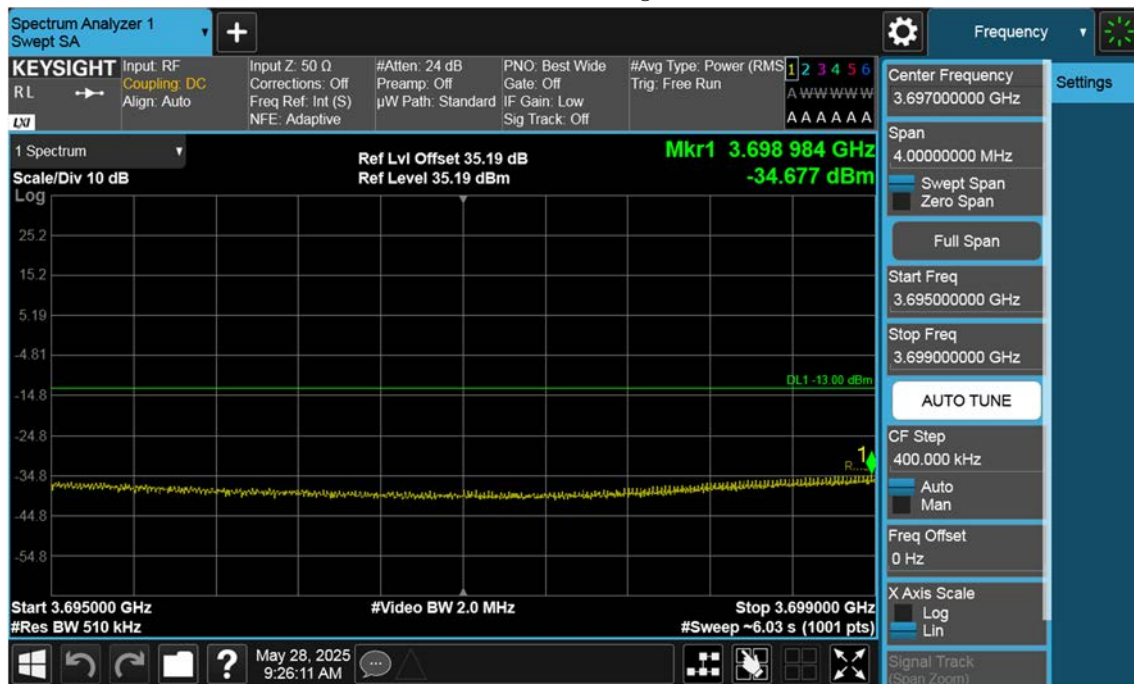 Spectrum Analyzer 1
Swept SA
+
Frequency
KEYSIGHT
RL
LXI
Input: RF
Coupling: DC
Align: Auto
Input Z: 50 Ω
Corrections: Off
Freq Ref: Int (S)
NFE: Adaptive
#Atten: 24 dB
Preamp: Off
µW Path: Standard
PNO: Best Wide
Gate: Off
IF Gain: Low
Sig Track: Off
#Avg Type: Power (RMS
Trig: Free Run
1 2 3 4 5 6
A W W W W W
A A A A A A
Settings
1 Spectrum
Scale/Div 10 dB
Log
Ref Lvl Offset 35.19 dB
Ref Level 35.19 dBm
Mkr1 3.698 984 GHz
-34.677 dBm
25.2
15.2
5.19
-4.81
-14.8
-24.8
-34.8
-44.8
-54.8
DL1 -13.00 dBm
1
Start 3.695000 GHz
#Res BW 510 kHz
#Video BW 2.0 MHz
Stop 3.699000 GHz
#Sweep ~6.03 s (1001 pts)
Center Frequency
3.697000000 GHz
Span
4.00000000 MHz
Swept Span
Zero Span
Full Span
Start Freq
3.695000000 GHz
Stop Freq
3.699000000 GHz
AUTO TUNE
CF Step
400.000 kHz
Auto
Man
Freq Offset
0 Hz
X Axis Scale
Log
Lin
Signal Track
(Span Zoom)
?
May 28, 2025
9:26:11 AM